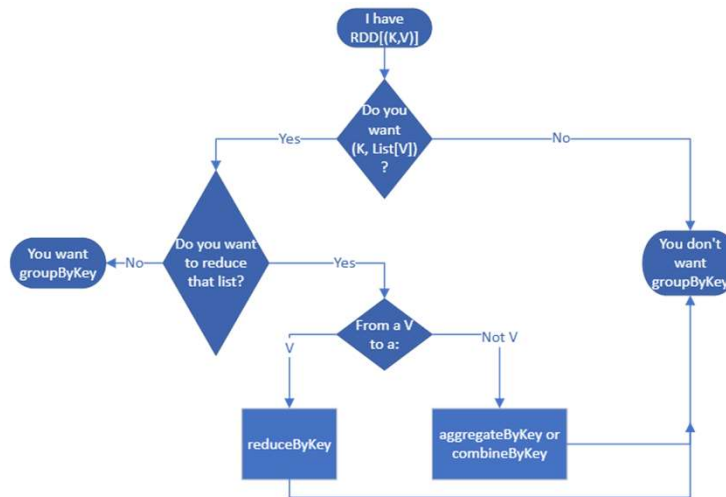 I have
RDD[(K,V)]
Do you
want
(K, List[V])
?
Yes
No
You want
groupByKey
No
Do you want
to reduce
that list?
Yes
You don't
want
groupByKey
From a V
to a:
V
Not V
reduceByKey
aggregateByKey or
combineByKey